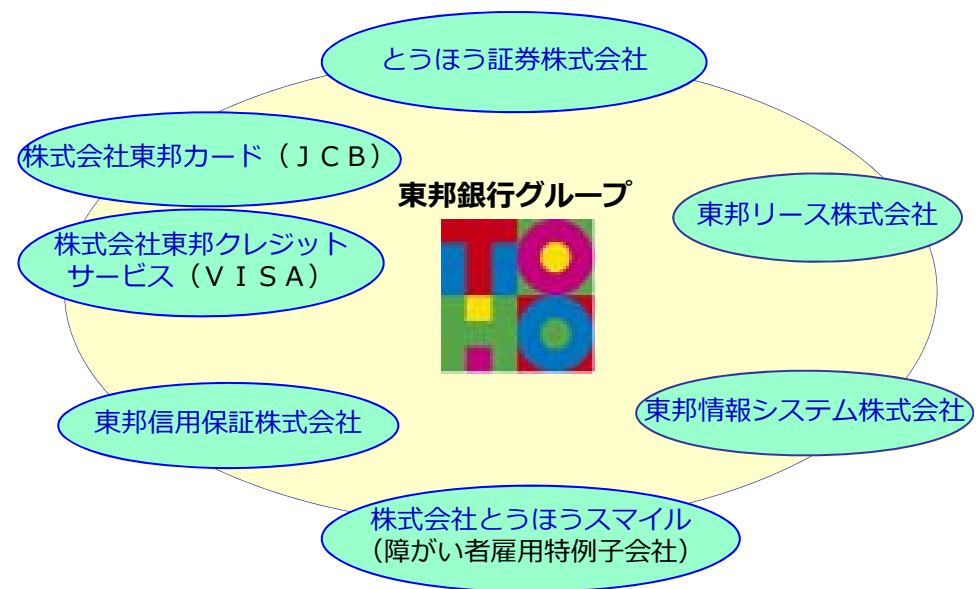 とうほう証券株式会社
株式会社東邦カード（ＪＣＢ）
東邦銀行グループ
東邦リース株式会社
株式会社東邦クレジット
サービス（ＶＩＳＡ）
TO
HO
東邦信用保証株式会社
東邦情報システム株式会社
株式会社とうほうスマイル
（障がい者雇用特例子会社）